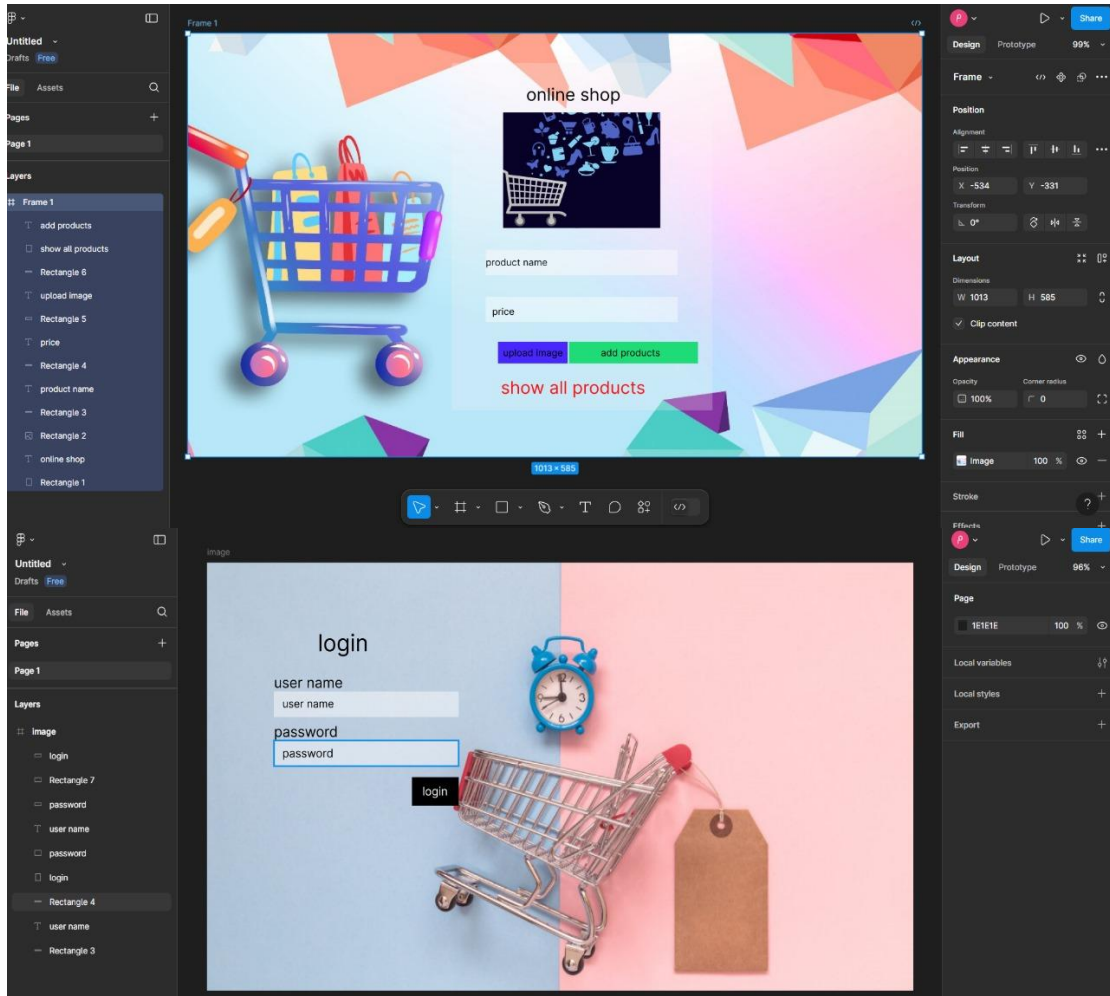 Untitled
Drafts Free
File Assets
Pages
Page 1
Layers
Frame 1
add products
show all products
Rectangle 6
upload image
Rectangle 5
price
Rectangle 4
product name
Rectangle 3
Rectangle 2
online shop
Rectangle 1
Frame 1
online shop
product name
price
upload image add products
show all products
1013 × 585
P
Share
Design Prototype 99%
Frame
Position
Alignment
Position
X -534 Y -331
Transform
0°
Layout
Dimensions
W 1013 H 585
Clip content
Appearance
Opacity Corner radius
100% 0
Fill
Image 100 %
Stroke
?
Effects
Untitled
Drafts Free
File Assets
Pages
Page 1
Layers
Image
login
Rectangle 7
password
user name
password
login
Rectangle 4
user name
Rectangle 3
Image
login
user name
user name
password
password
login
P
Share
Design Prototype 96%
Page
1E1E1E 100 %
Local variables
Local styles
Export